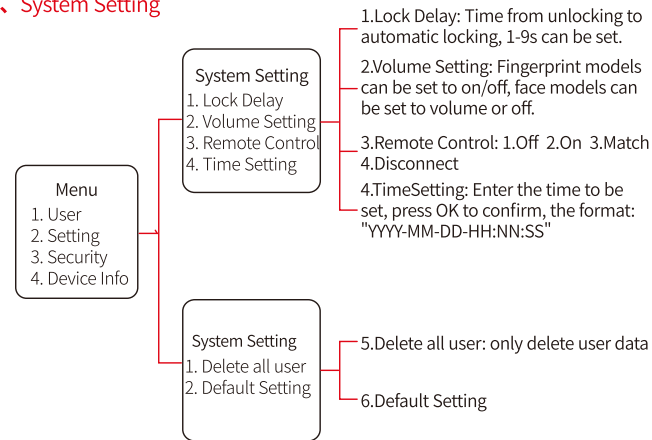 、System Setting
1.Lock Delay: Time from unlocking to
automatic locking, 1-9s can be set.
System Setting
1. Lock Delay
2. Volume Setting
3. Remote Control
4. Time Setting
2.Volume Setting: Fingerprint models
can be set to on/off, face models can
be set to volume or off.
3.Remote Control: 1.Off 2.On 3.Match
4.Disconnect
4.TimeSetting: Enter the time to be
set, press OK to confirm, the format:
"YYYY-MM-DD-HH:NN:SS"
Menu
1. User
2. Setting
3. Security
4. Device Info
System Setting
1. Delete all user
2. Default Setting
5.Delete all user: only delete user data
6.Default Setting